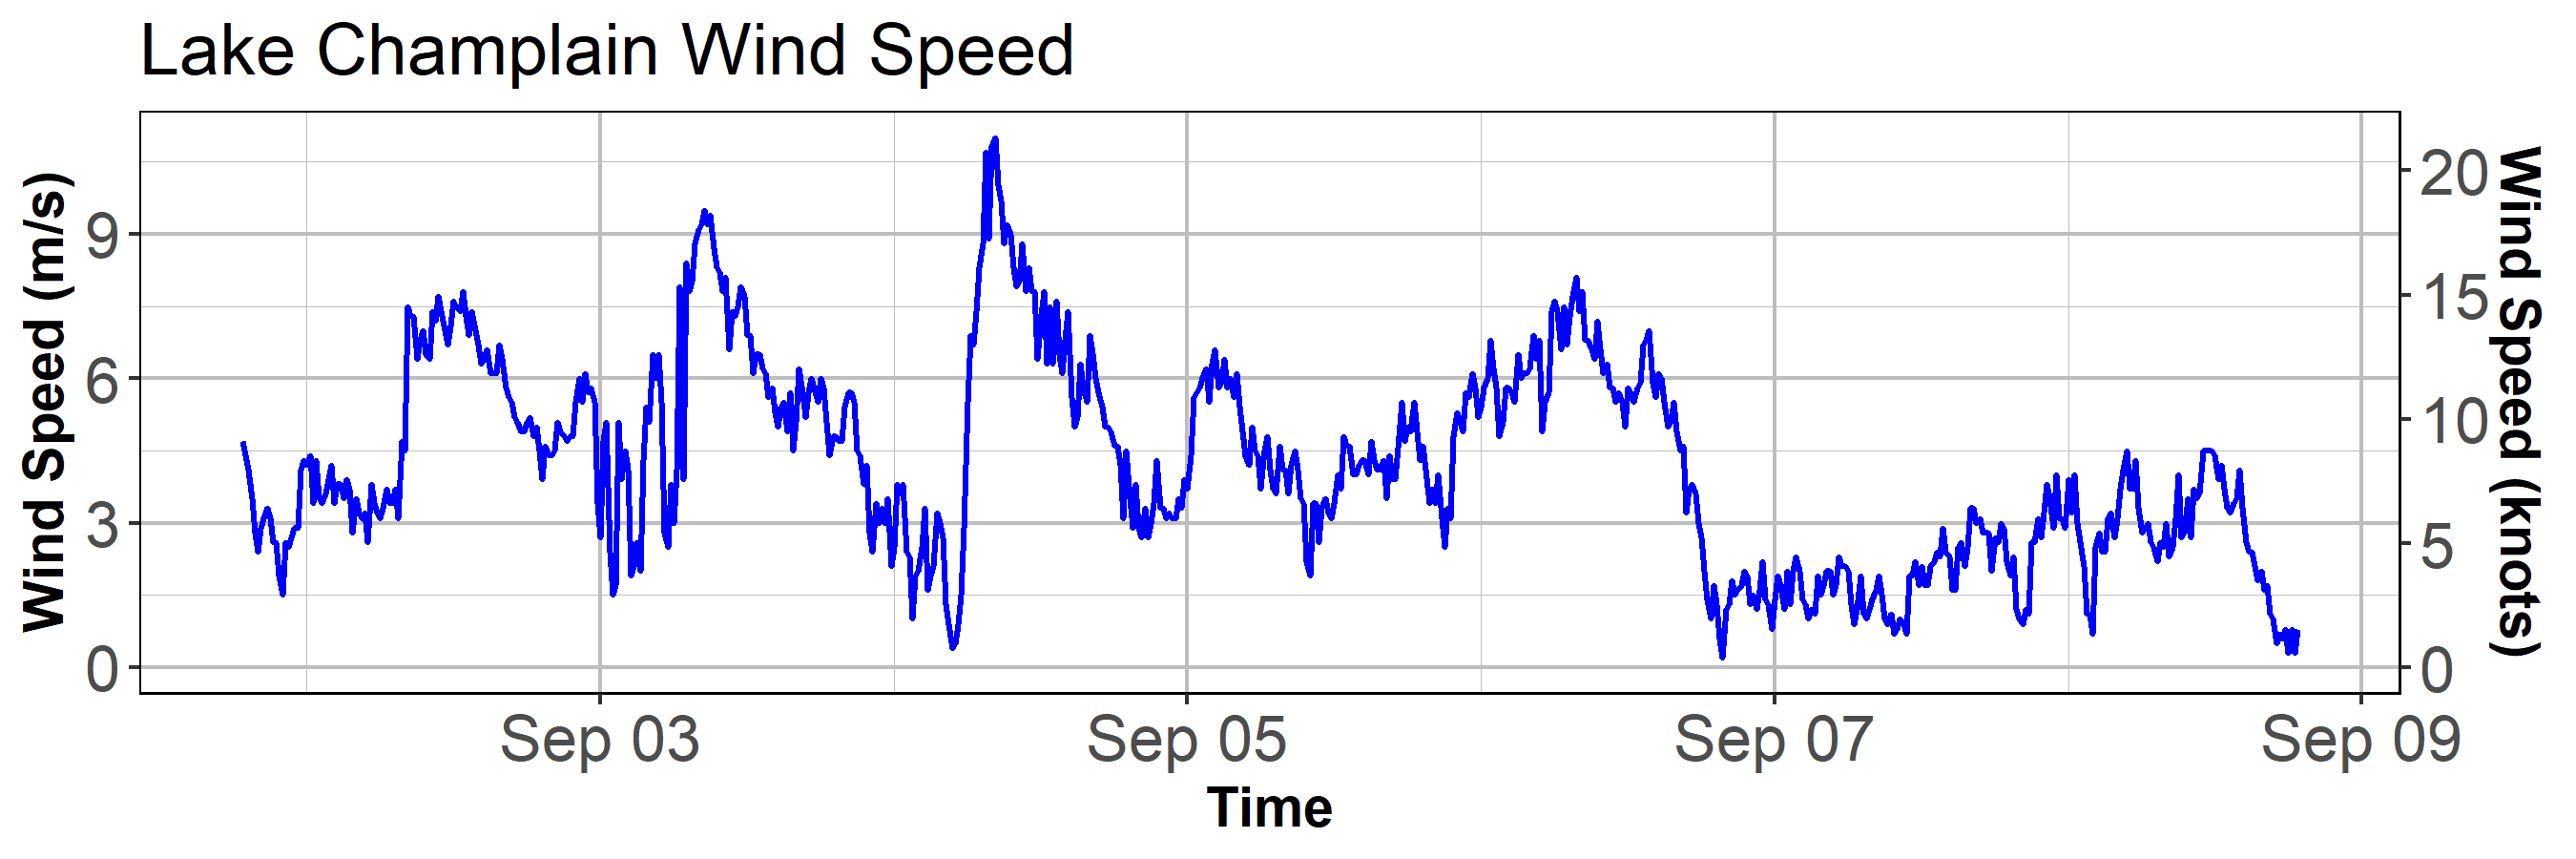 Lake Champlain Wind Speed
Wind Speed (m/s)
9
6
3
0
20
15
10
5
0
Wind Speed (knots)
Sep 03
Sep 05
Sep 07
Sep 09
Time